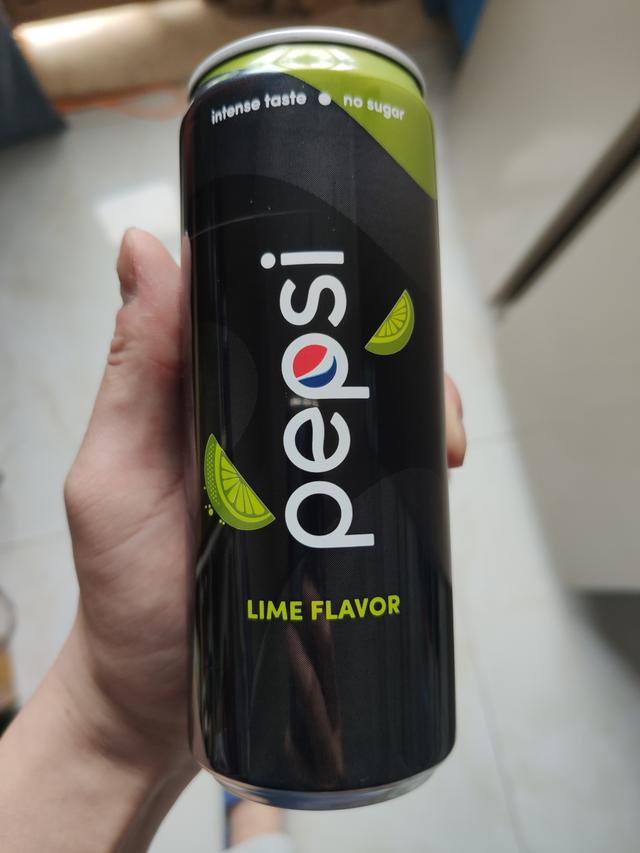 intense taste ● no sugar
pepsi
LIME FLAVOR